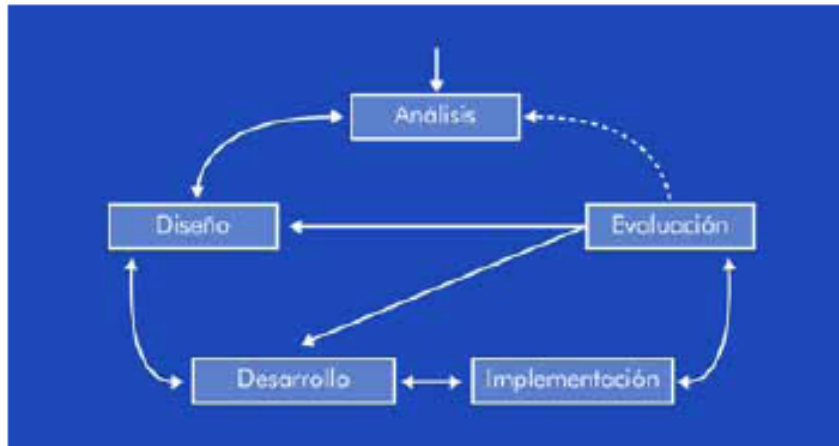 Análisis
Diseño
Evaluación
Desarrollo
Implementación